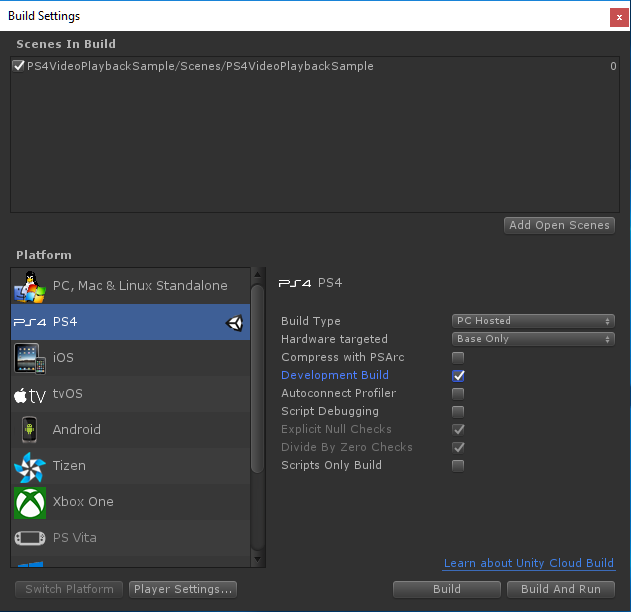 Build Settings
x
Scenes In Build
PS4VideoPlaybackSample/Scenes/PS4VideoPlaybackSample 0
Add Open Scenes
Platform
PC, Mac & Linux Standalone
PS4 PS4
iOS
tv tvOS
Android
Tizen
Xbox One
PS Vita
PS4 PS4
Build Type PC Hosted
Hardware targeted Base Only
Compress with PSArc
Development Build
Autoconnect Profiler
Script Debugging
Explicit Null Checks
Divide By Zero Checks
Scripts Only Build
Learn about Unity Cloud Build
Switch Platform Player Settings... Build Build And Run